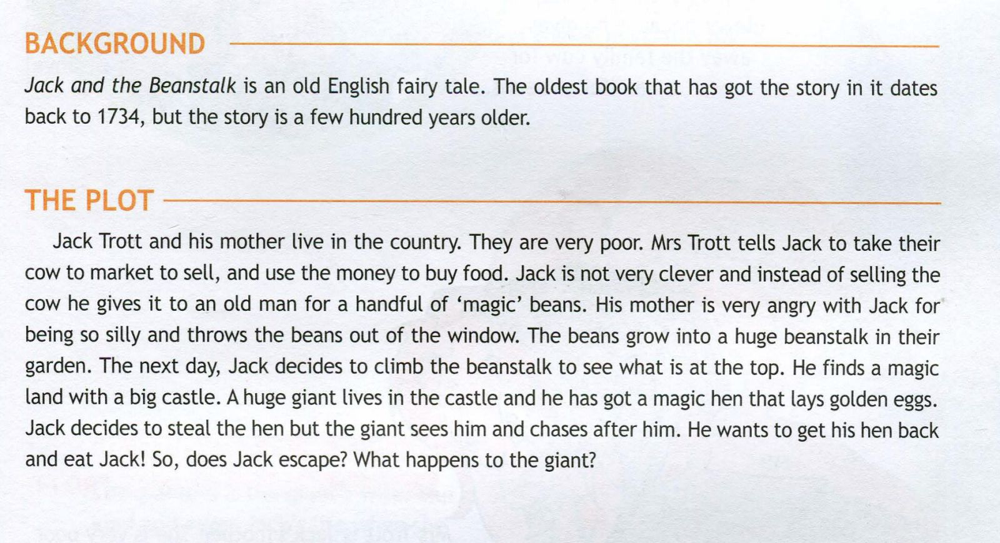 BACKGROUND
Jack and the Beanstalk is an old English fairy tale. The oldest book that has got the story in it dates
back to 1734, but the story is a few hundred years older.
THE PLOT
Jack Trott and his mother live in the country. They are very poor. Mrs Trott tells Jack to take their
cow to market to sell, and use the money to buy food. Jack is not very clever and instead of selling the
cow he gives it to an old man for a handful of ‘magic’ beans. His mother is very angry with Jack for
being so silly and throws the beans out of the window. The beans grow into a huge beanstalk in their
garden. The next day, Jack decides to climb the beanstalk to see what is at the top. He finds a magic
land with a big castle. A huge giant lives in the castle and he has got a magic hen that lays golden eggs.
Jack decides to steal the hen but the giant sees him and chases after him. He wants to get his hen back
and eat Jack! So, does Jack escape? What happens to the giant?